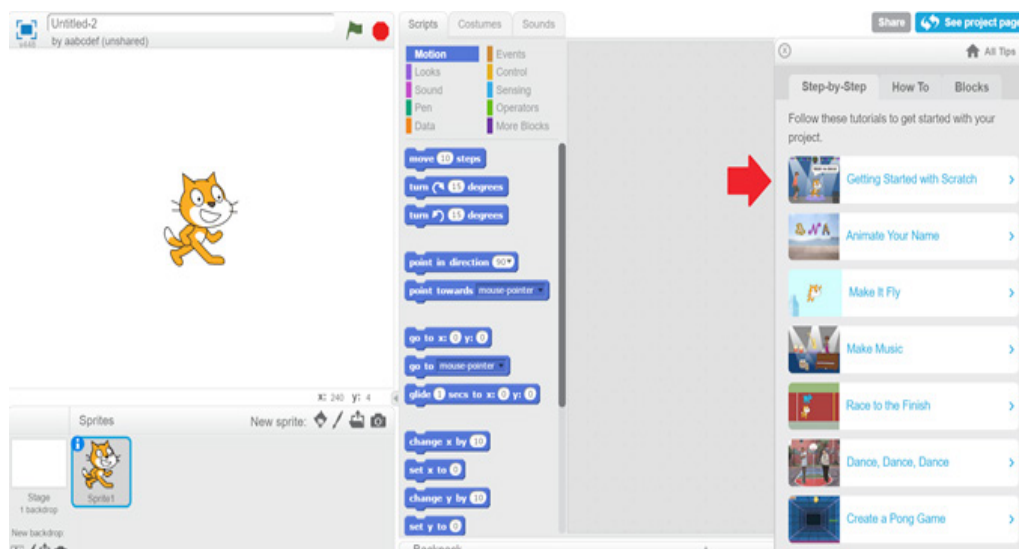 Untitled-2
by aabcdef (unshared)
v448
Scripts
Costumes
Sounds
Share
See project page
Motion
Events
Looks
Control
Sound
Sensing
Pen
Operators
Data
More Blocks
All Tips
Step-by-Step
How To
Blocks
Follow these tutorials to get started with your
project.
Getting Started with Scratch
Animate Your Name
Make It Fly
Make Music
Race to the Finish
Dance, Dance, Dance
Create a Pong Game
move 10 steps
turn 15 degrees
turn 15 degrees
point in direction 90
point towards mouse-pointer
go to x: 0 y: 0
go to mouse-pointer
glide 1 secs to x: 0 y: 0
change x by 10
set x to 0
change y by 10
set y to 0
x: 240 y: 4
Sprites
New sprite:
Stage
1 backdrop
Sprite1
New backdrop:
Backpack